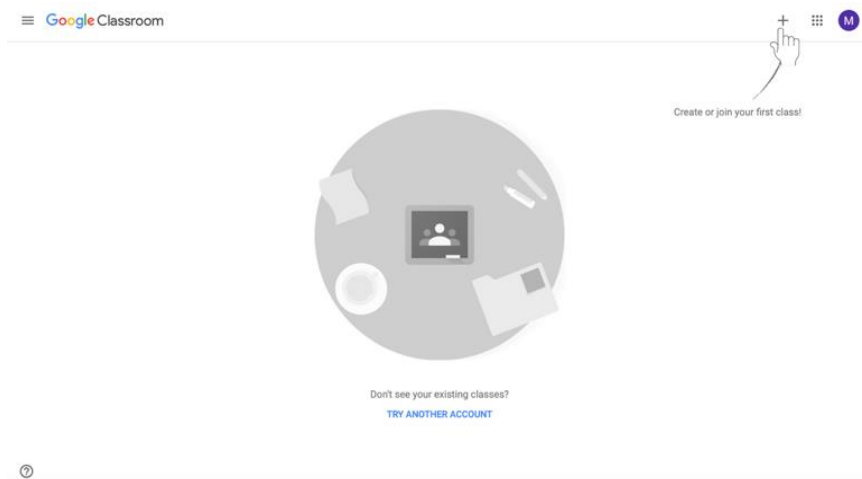 Google Classroom
M
Create or join your first class!
Don't see your existing classes?
TRY ANOTHER ACCOUNT
?